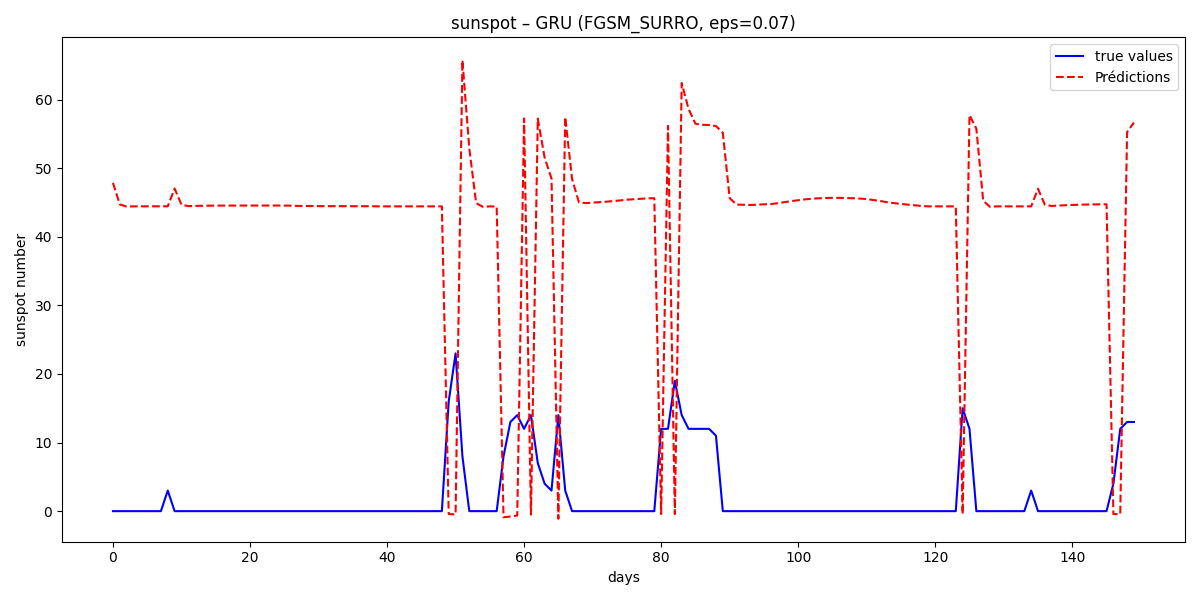 sunspot – GRU (FGSM_SURRO, eps=0.07)
true values
Prédictions
sunspot number
60
50
40
30
20
10
0
0 20 40 60 80 100 120 140
days